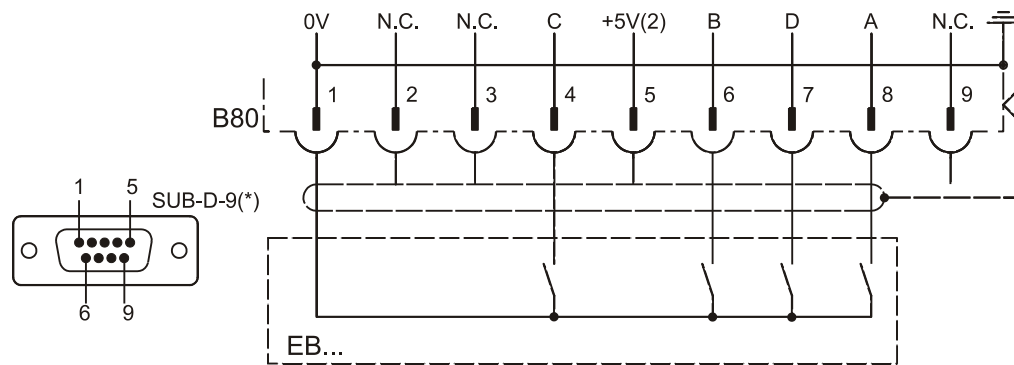 0V N.C. N.C. C +5V(2) B D A N.C.
1 2 3 4 5 6 7 8 9
B80
1 5 SUB-D-9(*)
6 9
EB...